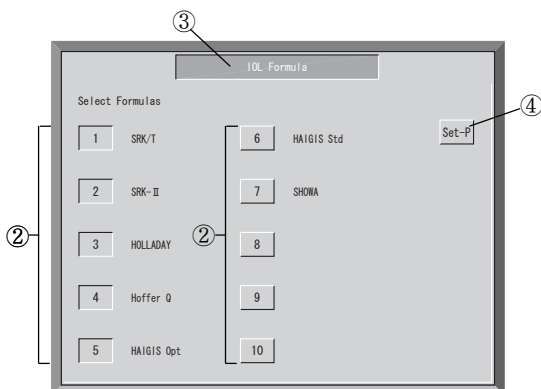 ③
IOL Formula
Select Formulas
④
Set-P
②
1 SRK/T
2 SRK-Ⅱ
3 HOLLADAY
4 Hoffer Q
5 HAIGIS Opt
②
6 HAIGIS Std
7 SHOWA
8
9
10